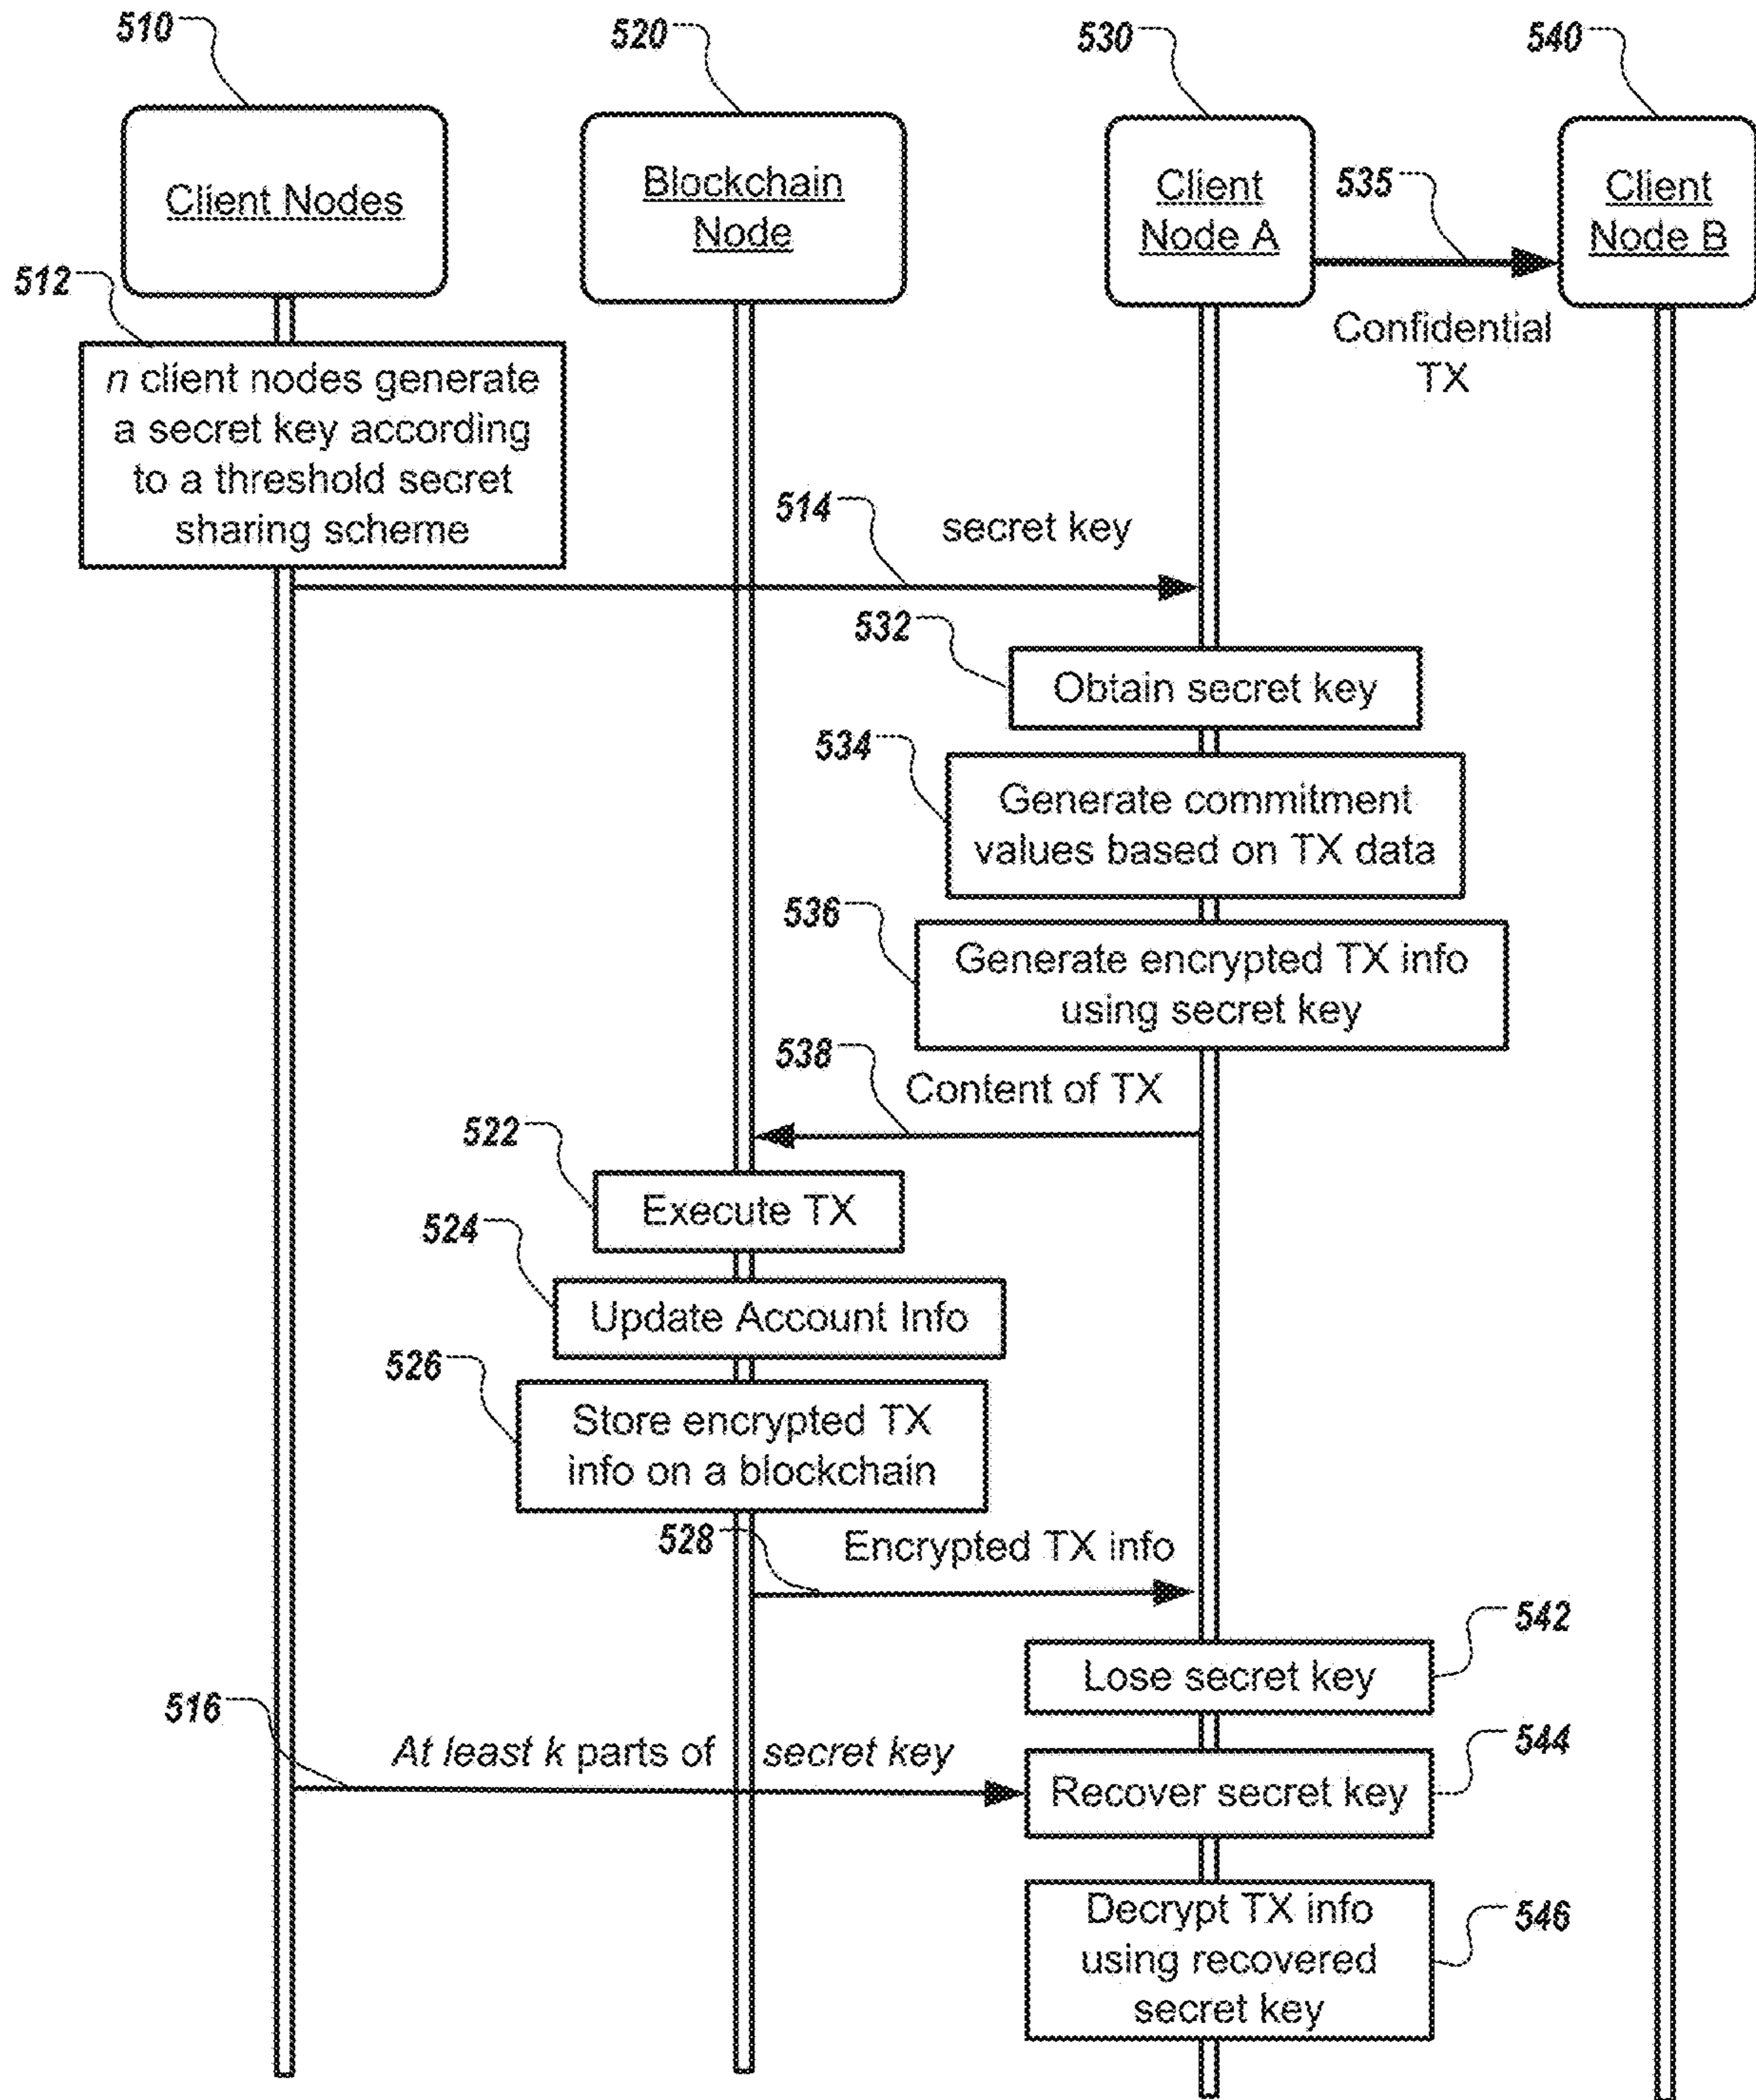 510
520
530
540
Client Nodes
Blockchain
Node
Client
Node A
535
Client
Node B
Confidential
TX
512
n client nodes generate
a secret key according
to a threshold secret
sharing scheme
514
secret key
532
Obtain secret key
534
Generate commitment
values based on TX data
536
Generate encrypted TX info
using secret key
538
Content of TX
522
Execute TX
524
Update Account Info
526
Store encrypted TX
info on a blockchain
528
Encrypted TX info
542
Lose secret key
516
At least k parts of secret key
544
Recover secret key
546
Decrypt TX info
using recovered
secret key